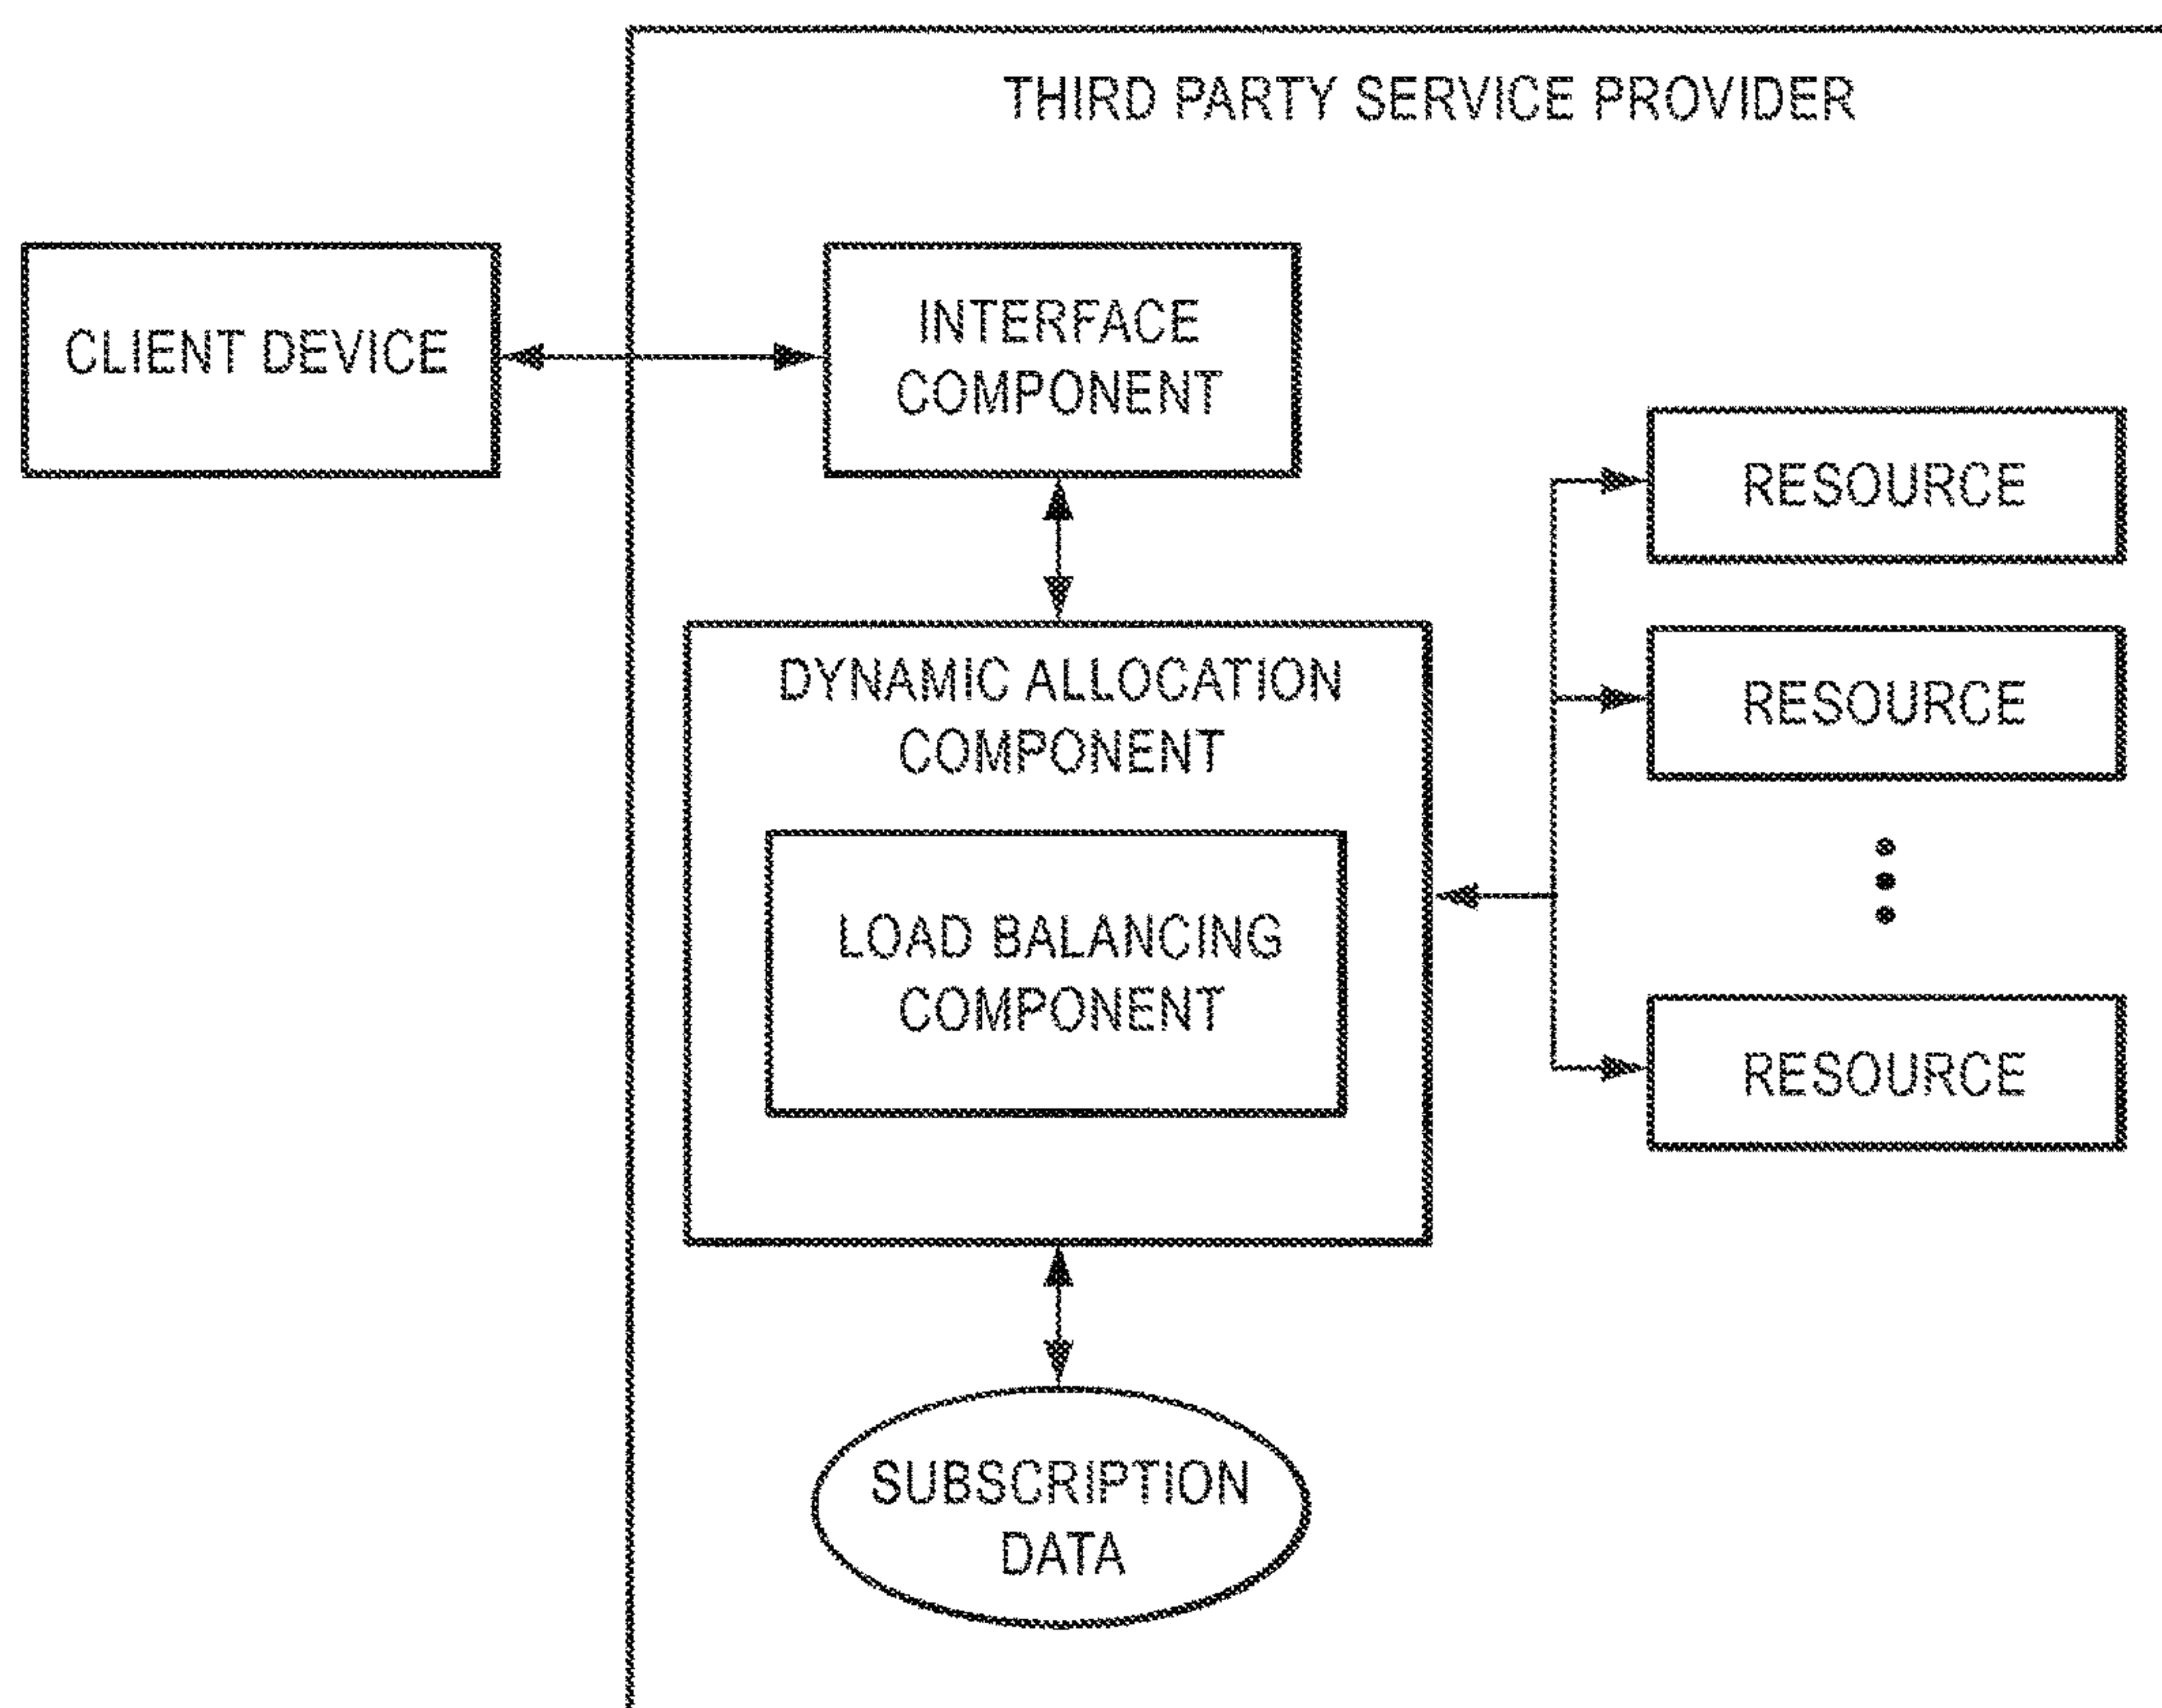 THIRD PARTY SERVICE PROVIDER
CLIENT DEVICE
INTERFACE
COMPONENT
RESOURCE
DYNAMIC ALLOCATION
COMPONENT
RESOURCE
LOAD BALANCING
COMPONENT
RESOURCE
SUBSCRIPTION
DATA